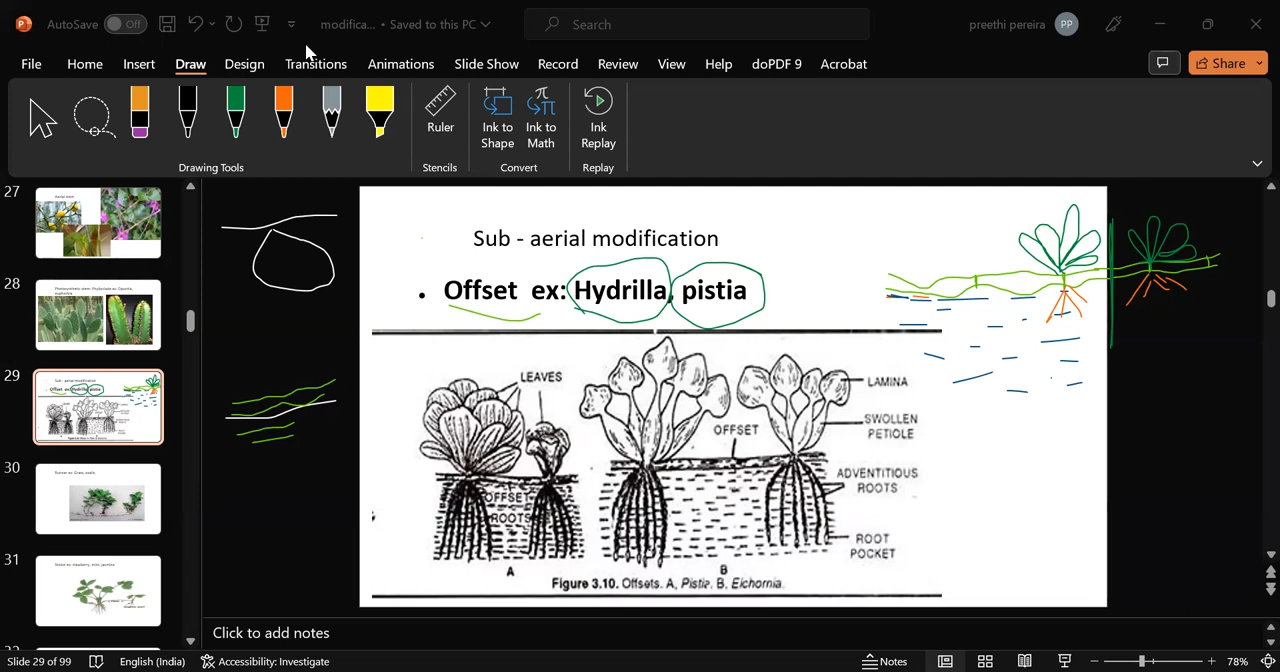 AutoSave Off modifica... • Saved to this PC Search preethi pereira PP
File Home Insert Draw Design Transitions Animations Slide Show Record Review View Help doPDF 9 Acrobat Share
Ruler Ink to Shape Ink to Math Ink Replay
Drawing Tools Stencils Convert Replay
27
28
29
30
31
Sub - aerial modification
• Offset ex: Hydrilla, pistia
LEAVES
LAMINA
OFFSET
SWOLLEN
PETIOLE
ADVENTITIOUS
ROOTS
OFFSET
ROOTS
ROOT
POCKET
A
B
Figure 3.10. Offsets. A, Pistia. B, Eichornia.
Click to add notes
Slide 29 of 99 English (India) Accessibility: Investigate Notes 78%